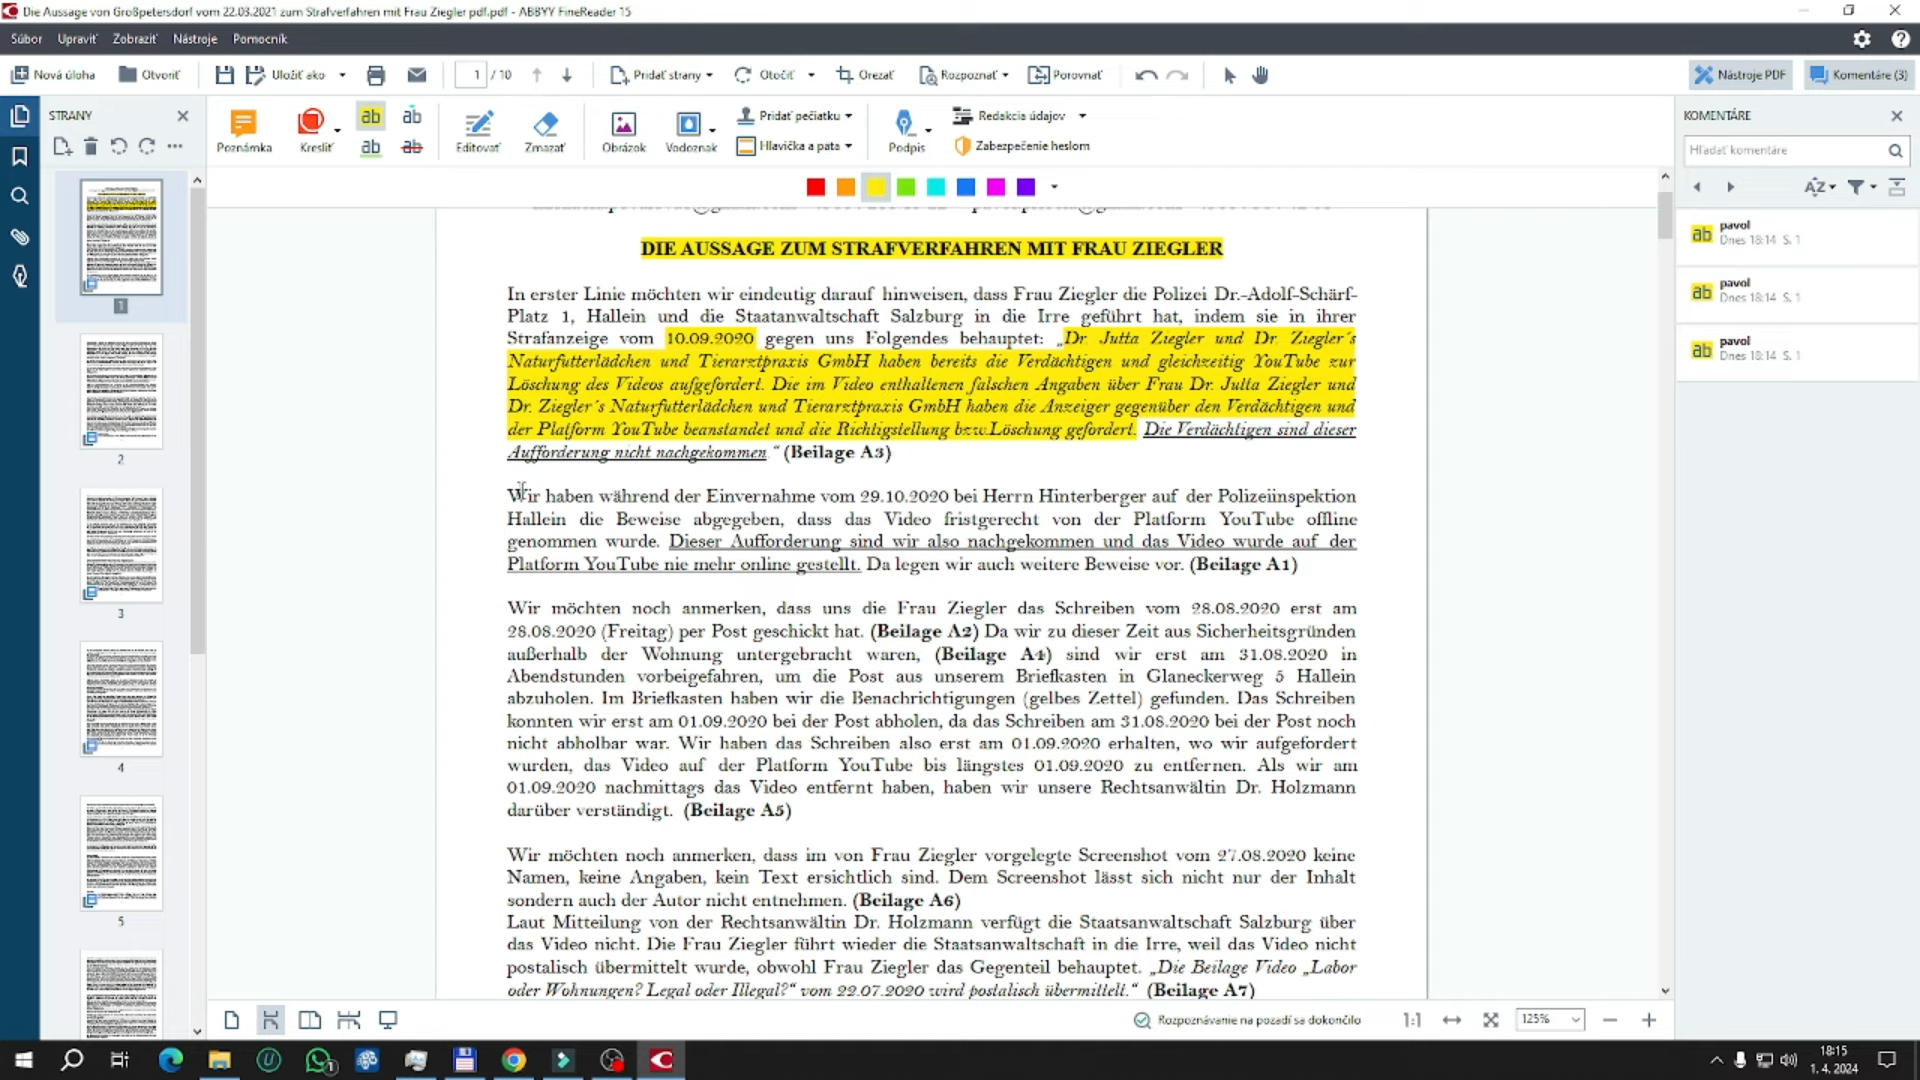 Die Aussage von Großpetersdorf vom 22.03.2021 zum Strafverfahren mit Frau Ziegler pdf.pdf - ABBYY FineReader 15
Súbor Upraviť Zobraziť Nástroje Pomocník
Nová úloha Otvoriť Uložiť ako 1 / 10 Pridať strany Otočiť Orezať Rozpoznať Porovnať Nástroje PDF Komentáre (3)
STRANY
Poznámka Kresliť Editovať Zmazať Obrázok Vodoznak Pridať pečiatku Hlavička a pata Podpis Redakcia údajov Zabezpečenie heslom
KOMENTÁRE
Hľadať komentáre
pavol
Dnes 18:14 S. 1
pavol
Dnes 18:14 S. 1
pavol
Dnes 18:14 S. 1
1
2
3
4
5
DIE AUSSAGE ZUM STRAFVERFAHREN MIT FRAU ZIEGLER
In erster Linie möchten wir eindeutig darauf hinweisen, dass Frau Ziegler die Polizei Dr.-Adolf-Schärf-
Platz 1, Hallein und die Staatanwaltschaft Salzburg in die Irre geführt hat, indem sie in ihrer
Strafanzeige vom 10.09.2020 gegen uns Folgendes behauptet: „Dr. Jutta Ziegler und Dr. Ziegler´s
Naturfutterlädchen und Tierarztpraxis GmbH haben bereits die Verdächtigen und gleichzeitig YouTube zur
Löschung des Videos aufgefordert. Die im Video enthaltenen falschen Angaben über Frau Dr. Jutta Ziegler und
Dr. Ziegler´s Naturfutterlädchen und Tierarztpraxis GmbH haben die Anzeiger gegenüber den Verdächtigen und
der Platform YouTube beanstandet und die Richtigstellung bzw.Löschung gefordert. Die Verdächtigen sind dieser
Aufforderung nicht nachgekommen.“ (Beilage A3)
Wir haben während der Einvernahme vom 29.10.2020 bei Herrn Hinterberger auf der Polizeiinspektion
Hallein die Beweise abgegeben, dass das Video fristgerecht von der Platform YouTube offline
genommen wurde. Dieser Aufforderung sind wir also nachgekommen und das Video wurde auf der
Platform YouTube nie mehr online gestellt. Da legen wir auch weitere Beweise vor. (Beilage A1)
Wir möchten noch anmerken, dass uns die Frau Ziegler das Schreiben vom 28.08.2020 erst am
28.08.2020 (Freitag) per Post geschickt hat. (Beilage A2) Da wir zu dieser Zeit aus Sicherheitsgründen
außerhalb der Wohnung untergebracht waren, (Beilage A4) sind wir erst am 31.08.2020 in
Abendstunden vorbeigefahren, um die Post aus unserem Briefkasten in Glaneckerweg 5 Hallein
abzuholen. Im Briefkasten haben wir die Benachrichtigungen (gelbes Zettel) gefunden. Das Schreiben
konnten wir erst am 01.09.2020 bei der Post abholen, da das Schreiben am 31.08.2020 bei der Post noch
nicht abholbar war. Wir haben das Schreiben also erst am 01.09.2020 erhalten, wo wir aufgefordert
wurden, das Video auf der Platform YouTube bis längstes 01.09.2020 zu entfernen. Als wir am
01.09.2020 nachmittags das Video entfernt haben, haben wir unsere Rechtsanwältin Dr. Holzmann
darüber verständigt. (Beilage A5)
Wir möchten noch anmerken, dass im von Frau Ziegler vorgelegte Screenshot vom 27.08.2020 keine
Namen, keine Angaben, kein Text ersichtlich sind. Dem Screenshot lässt sich nicht nur der Inhalt
sondern auch der Autor nicht entnehmen. (Beilage A6)
Laut Mitteilung von der Rechtsanwältin Dr. Holzmann verfügt die Staatsanwaltschaft Salzburg über
das Video nicht. Die Frau Ziegler führt wieder die Staatsanwaltschaft in die Irre, weil das Video nicht
postalisch übermittelt wurde, obwohl Frau Ziegler das Gegenteil behauptet. „Die Beilage Video „Labor
oder Wohnungen? Legal oder Illegal?“ vom 22.07.2020 wird postalisch übermittelt.“ (Beilage A7)
Rozpoznávanie na pozadí sa dokončilo 1:1 125%
18:15
1. 4. 2024